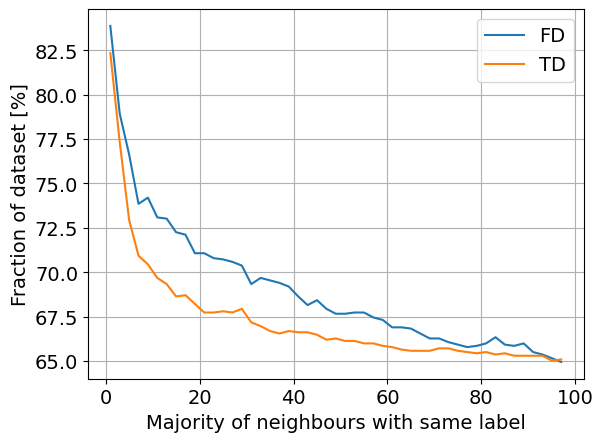 FD
TD
Fraction of dataset [%]
82.5
80.0
77.5
75.0
72.5
70.0
67.5
65.0
0 20 40 60 80 100
Majority of neighbours with same label